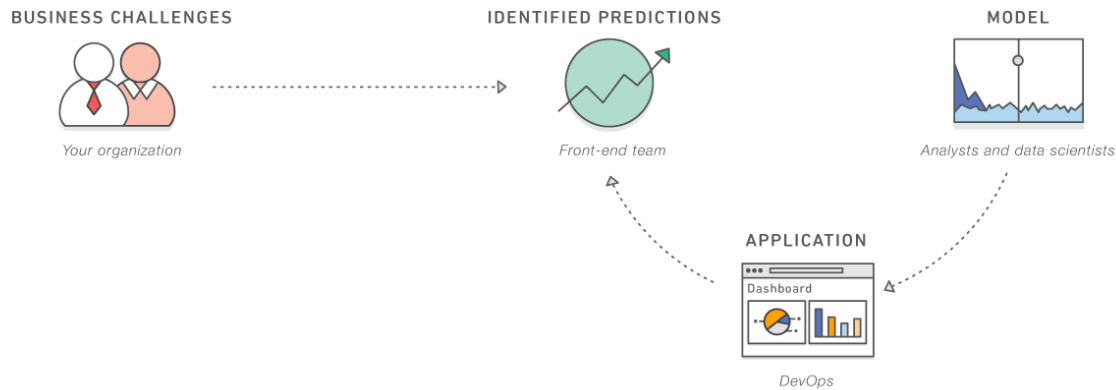 BUSINESS CHALLENGES
Your organization
IDENTIFIED PREDICTIONS
Front-end team
MODEL
Analysts and data scientists
APPLICATION
Dashboard
DevOps